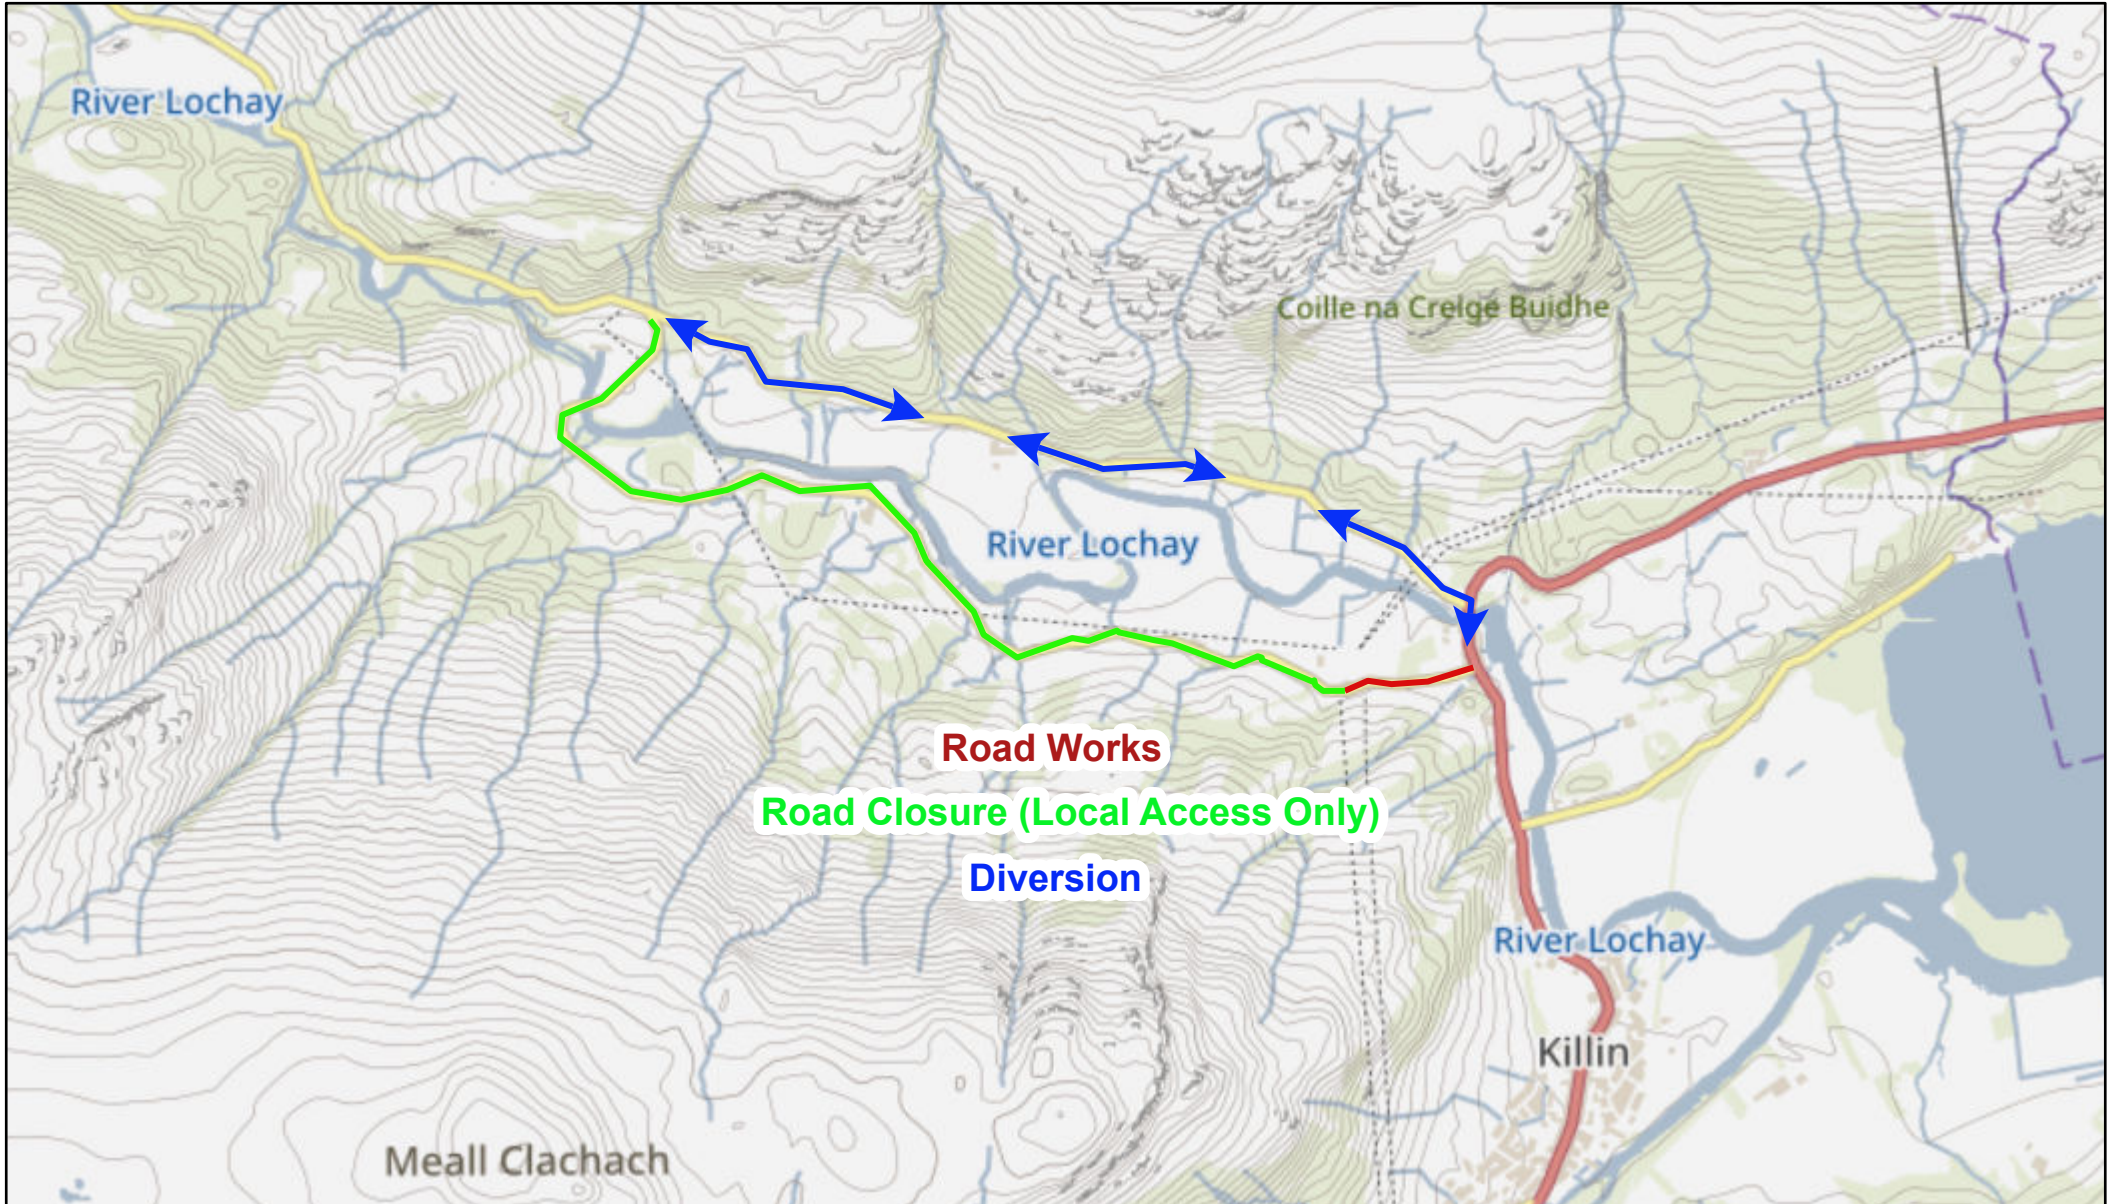 River Lochay
Coille na Creige Buidhe
River Lochay
Road Works
Road Closure (Local Access Only)
Diversion
River Lochay
Killin
Meall Clachach